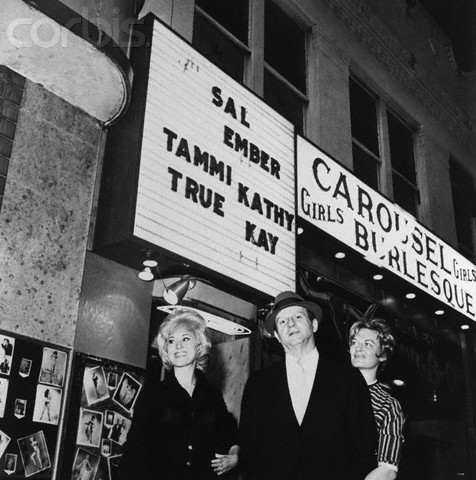 corbis
SAL
EMBER
TAMMI KATHY
TRUE KAY
CAROUSEL
GIRLS GIRLS
BURLESQUE